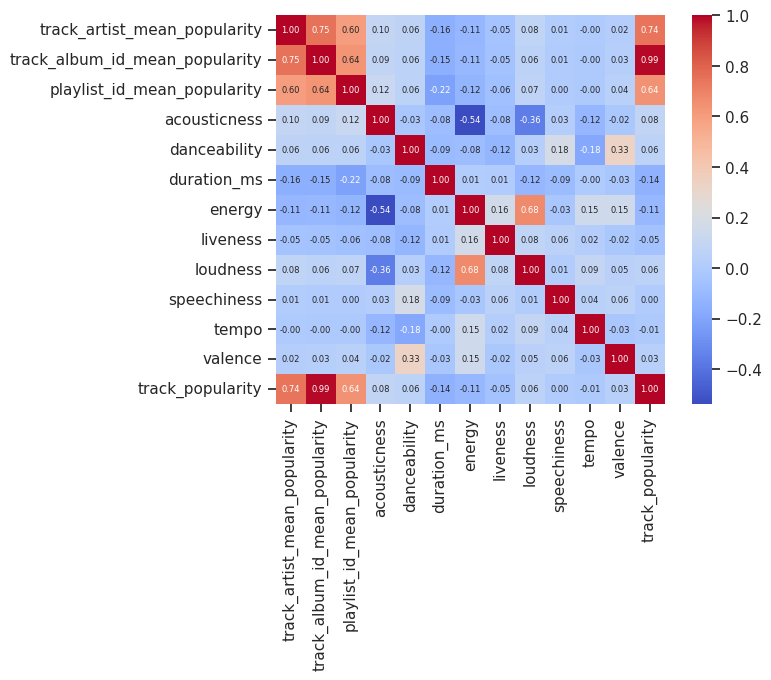 track_artist_mean_popularity 1.00 0.75 0.60 0.10 0.06 -0.16 -0.11 -0.05 0.08 0.01 -0.00 0.02 0.74
track_album_id_mean_popularity 0.75 1.00 0.64 0.09 0.06 -0.15 -0.11 -0.05 0.06 0.01 -0.00 0.03 0.99
playlist_id_mean_popularity 0.60 0.64 1.00 0.12 0.06 -0.22 -0.12 -0.06 0.07 0.00 -0.00 0.04 0.64
acousticness 0.10 0.09 0.12 1.00 -0.03 -0.08 -0.54 -0.08 -0.36 0.03 -0.12 -0.02 0.08
danceability 0.06 0.06 0.06 -0.03 1.00 -0.09 -0.08 -0.12 0.03 0.18 -0.18 0.33 0.06
duration_ms -0.16 -0.15 -0.22 -0.08 -0.09 1.00 0.01 0.01 -0.12 -0.09 -0.00 -0.03 -0.14
energy -0.11 -0.11 -0.12 -0.54 -0.08 0.01 1.00 0.16 0.68 -0.03 0.15 0.15 -0.11
liveness -0.05 -0.05 -0.06 -0.08 -0.12 0.01 0.16 1.00 0.08 0.06 0.02 -0.02 -0.05
loudness 0.08 0.06 0.07 -0.36 0.03 -0.12 0.68 0.08 1.00 0.01 0.09 0.05 0.06
speechiness 0.01 0.01 0.00 0.03 0.18 -0.09 -0.03 0.06 0.01 1.00 0.04 0.06 0.00
tempo -0.00 -0.00 -0.00 -0.12 -0.18 -0.00 0.15 0.02 0.09 0.04 1.00 -0.03 -0.01
valence 0.02 0.03 0.04 -0.02 0.33 -0.03 0.15 -0.02 0.05 0.06 -0.03 1.00 0.03
track_popularity 0.74 0.99 0.64 0.08 0.06 -0.14 -0.11 -0.05 0.06 0.00 -0.01 0.03 1.00
track_artist_mean_popularity
track_album_id_mean_popularity
playlist_id_mean_popularity
acousticness
danceability
duration_ms
energy
liveness
loudness
speechiness
tempo
valence
track_popularity
1.0
0.8
0.6
0.4
0.2
0.0
−0.2
−0.4